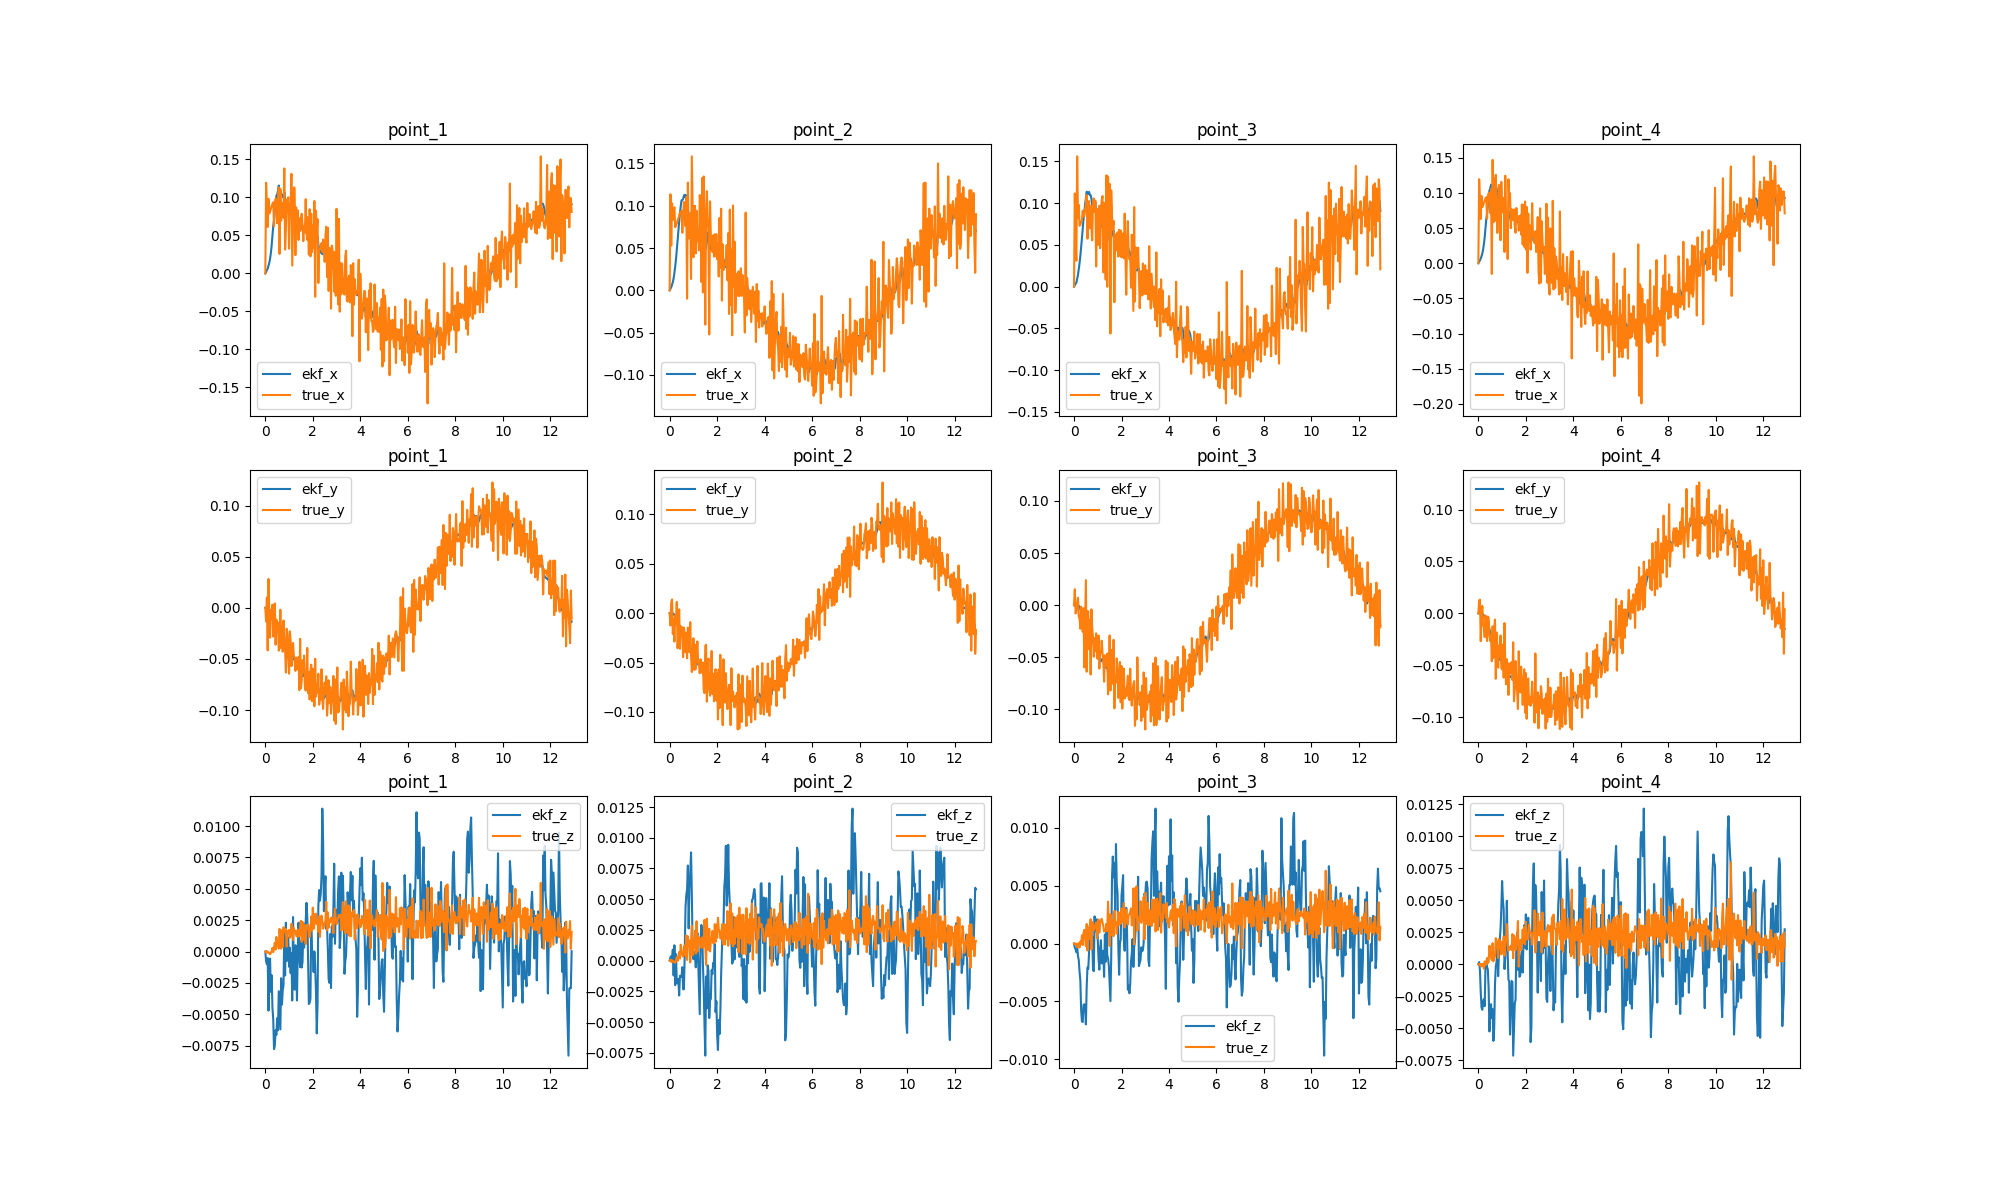 point_1 point_2 point_3 point_4
0.15 0.15 0.15 0.15
0.10 0.10 0.10 0.10
0.05 0.05 0.05 0.05
0.00 0.00 0.00 0.00
−0.05 −0.05 −0.05 −0.05
−0.10 −0.10 −0.10 −0.10
−0.15 −0.15 −0.15
−0.20
ekf_x ekf_x ekf_x ekf_x
true_x true_x true_x true_x
0 2 4 6 8 10 12 0 2 4 6 8 10 12 0 2 4 6 8 10 12 0 2 4 6 8 10 12
point_1 point_2 point_3 point_4
ekf_y ekf_y ekf_y ekf_y
true_y true_y true_y true_y
0.10 0.10 0.10 0.10
0.05 0.05 0.05 0.05
0.00 0.00 0.00 0.00
−0.05 −0.05 −0.05 −0.05
−0.10 −0.10 −0.10 −0.10
0 2 4 6 8 10 12 0 2 4 6 8 10 12 0 2 4 6 8 10 12 0 2 4 6 8 10 12
point_1 point_2 point_3 point_4
ekf_z ekf_z ekf_z ekf_z
true_z true_z true_z true_z
0.0125 0.0125
0.0100 0.0100 0.010 0.0100
0.0075 0.0075 0.0075
0.0050 0.0050 0.005 0.0050
0.0025 0.0025 0.0025
0.0000 0.0000 0.000 0.0000
−0.0025 −0.0025 −0.0025
−0.0050 −0.0050 −0.005 −0.0050
−0.0075 −0.0075 −0.010 −0.0075
0 2 4 6 8 10 12 0 2 4 6 8 10 12 0 2 4 6 8 10 12 0 2 4 6 8 10 12